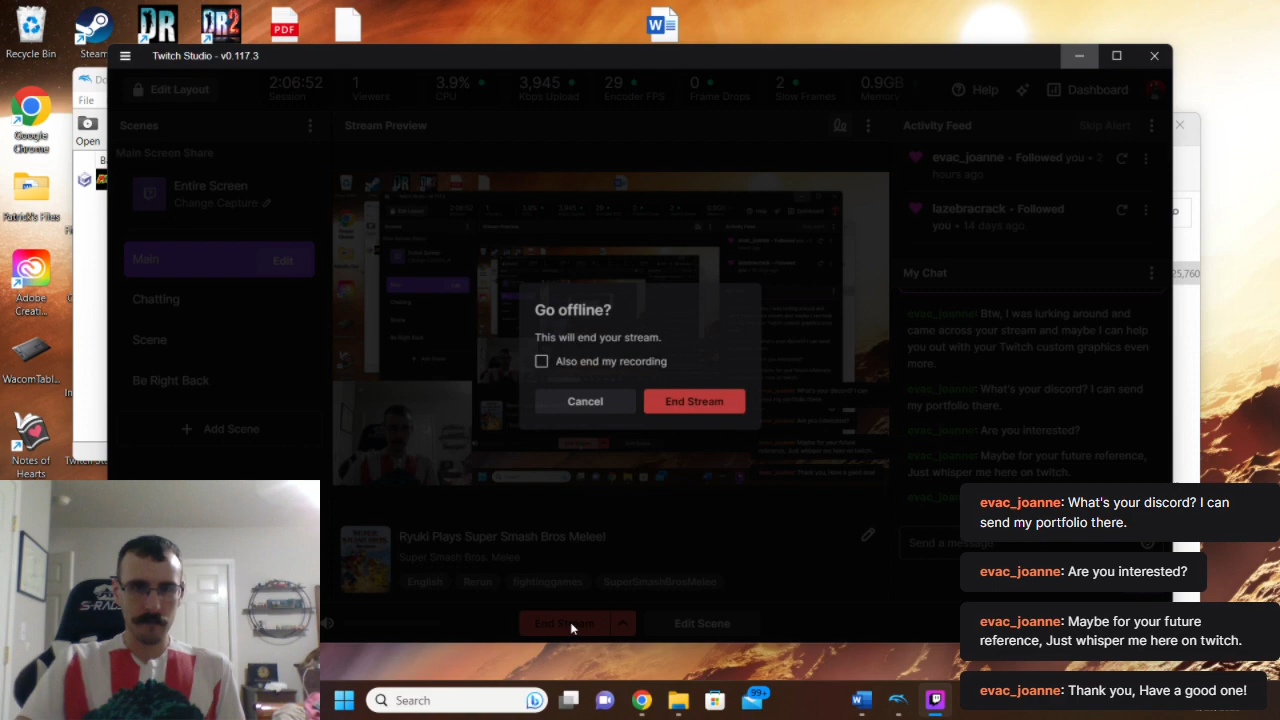 Recycle Bin
Steam
DR
DR2
PDF
W
Twitch Studio - v0.117.3
Edit Layout
2:06:52
Session
1
Viewers
3.9%
CPU
3,945
Kbps Upload
29
Encoder FPS
0
Frame Drops
2
Slow Frames
0.9GB
Memory
Help
Dashboard
File
Open
Google Chrome
Patrick's Files
Adobe Creati...
WacomTabl...
Notes of Hearts
Scenes
Main Screen Share
Entire Screen
Change Capture
Main
Edit
Chatting
Scene
Be Right Back
Add Scene
Stream Preview
Go offline?
This will end your stream.
Also end my recording
Cancel
End Stream
Activity Feed
Skip Alert
evac_joanne • Followed you • 2
hours ago
lazebracrack • Followed
you • 14 days ago
My Chat
25,760
evac_joanne: Btw, I was lurking around and
came across your stream and maybe I can help
you out with your Twitch custom graphics even
more.
evac_joanne: What's your discord? I can send
my portfolio there.
evac_joanne: Are you interested?
evac_joanne: Maybe for your future reference,
Just whisper me here on twitch.
Send a message
Ryuki Plays Super Smash Bros Melee!
Super Smash Bros. Melee
English
Rerun
fightinggames
SuperSmashBrosMelee
End Stream
Edit Scene
evac_joanne: What's your discord? I can
send my portfolio there.
evac_joanne: Are you interested?
evac_joanne: Maybe for your future
reference, Just whisper me here on twitch.
evac_joanne: Thank you, Have a good one!
S-RAC
Search
99+